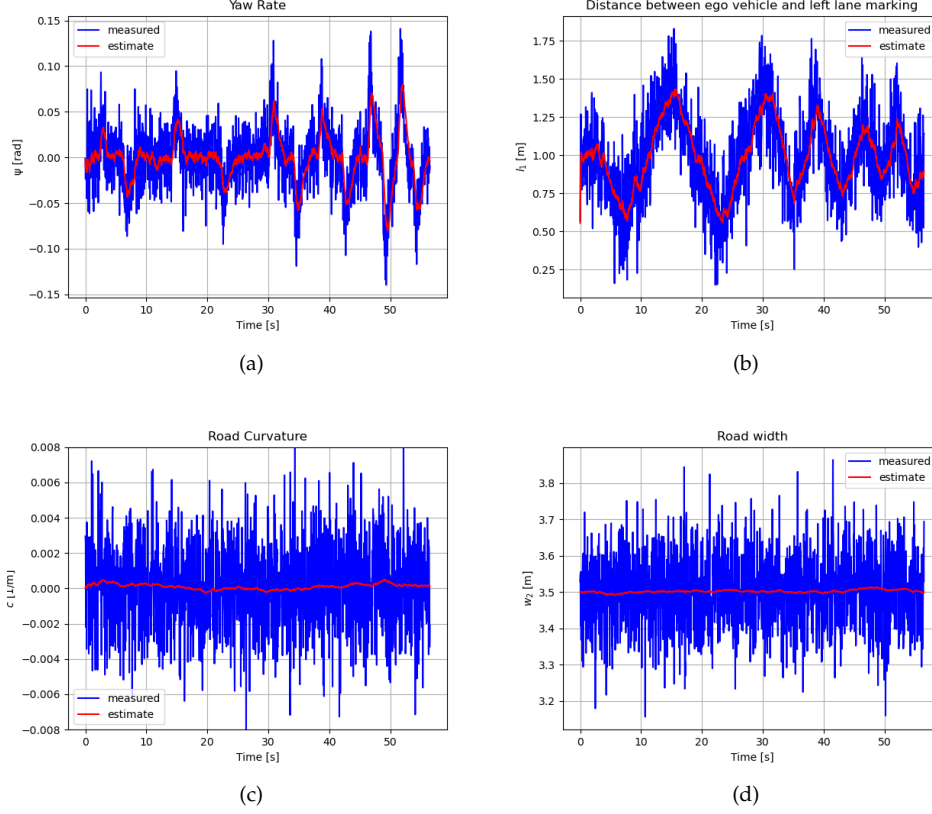 Yaw Rate
measured
estimate
0.15
0.10
0.05
0.00
−0.05
−0.10
−0.15
ψ [rad]
0 10 20 30 40 50
Time [s]
(a)
Distance between ego vehicle and left lane marking
measured
estimate
1.75
1.50
1.25
1.00
0.75
0.50
0.25
l₁ [m]
0 10 20 30 40 50
Time [s]
(b)
Road Curvature
0.008
0.006
0.004
0.002
0.000
−0.002
−0.004
−0.006
−0.008
c [1/m]
measured
estimate
0 10 20 30 40 50
Time [s]
(c)
Road width
measured
estimate
3.8
3.7
3.6
3.5
3.4
3.3
3.2
w₂ [m]
0 10 20 30 40 50
Time [s]
(d)